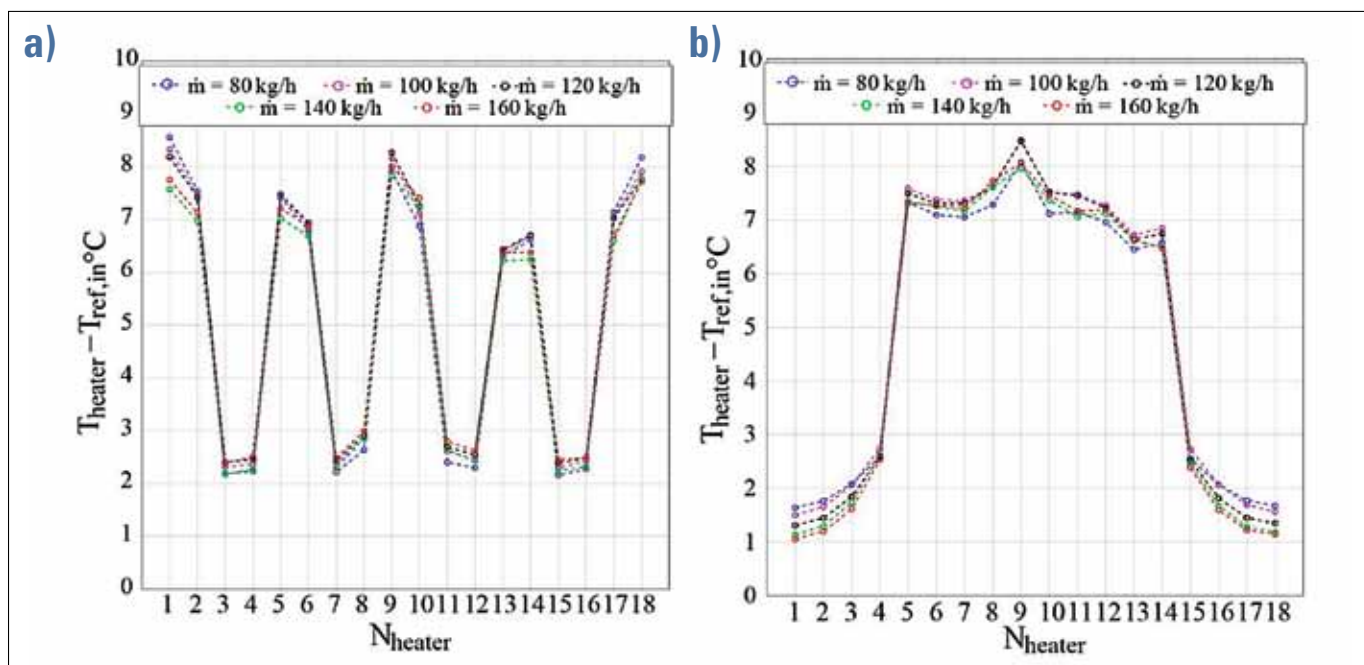 a)
10
9
8
7
6
5
4
3
2
1
0
ṁ = 80 kg/h ṁ = 100 kg/h ṁ = 120 kg/h
ṁ = 140 kg/h ṁ = 160 kg/h
T_heater − T_ref,in °C
1 2 3 4 5 6 7 8 9 10 11 12 13 14 15 16 17 18
N_heater
b)
10
9
8
7
6
5
4
3
2
1
0
ṁ = 80 kg/h ṁ = 100 kg/h ṁ = 120 kg/h
ṁ = 140 kg/h ṁ = 160 kg/h
T_heater − T_ref,in °C
1 2 3 4 5 6 7 8 9 10 11 12 13 14 15 16 17 18
N_heater